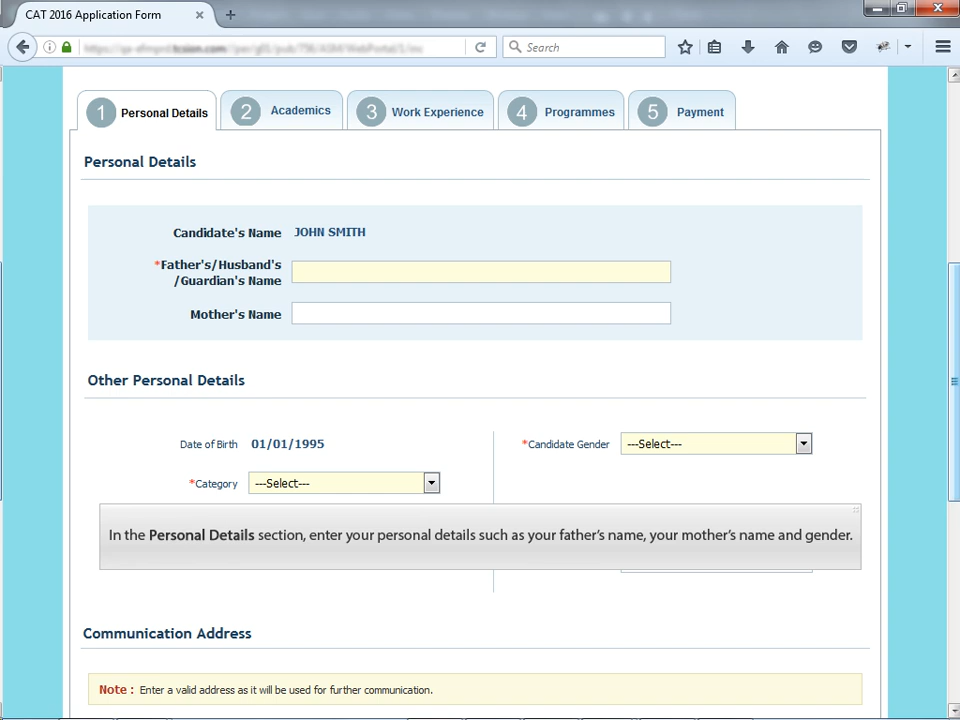 CAT 2016 Application Form
Search
1 Personal Details
2 Academics
3 Work Experience
4 Programmes
5 Payment
Personal Details
Candidate's Name JOHN SMITH
*Father's/Husband's
/Guardian's Name
Mother's Name
Other Personal Details
Date of Birth 01/01/1995
*Candidate Gender ---Select---
*Category ---Select---
In the Personal Details section, enter your personal details such as your father's name, your mother's name and gender.
Communication Address
Note : Enter a valid address as it will be used for further communication.